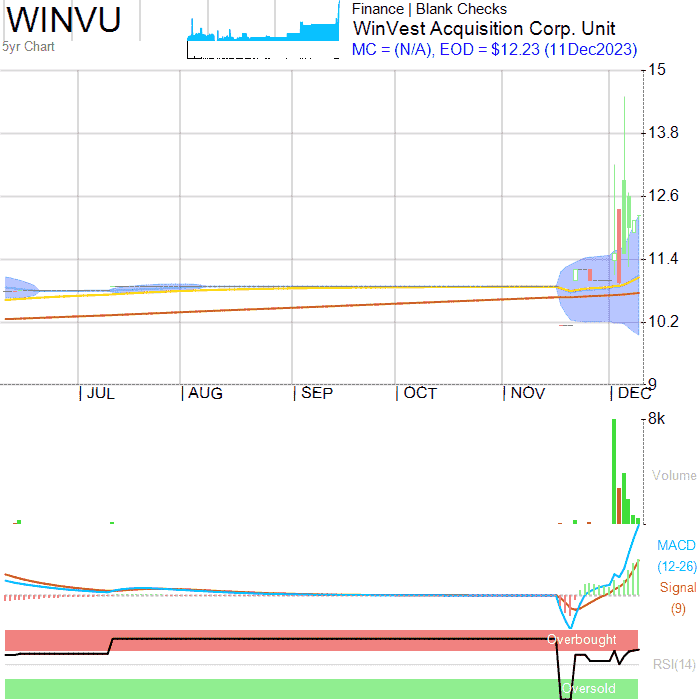 WINVU
5yr Chart
Finance | Blank Checks
WinVest Acquisition Corp. Unit
MC = (N/A), EOD = $12.23 (11Dec2023)
15
13.8
12.6
11.4
10.2
9
| JUL | AUG | SEP | OCT | NOV | DEC
8k
Volume
MACD
(12-26)
Signal
(9)
Overbought
RSI(14)
Oversold